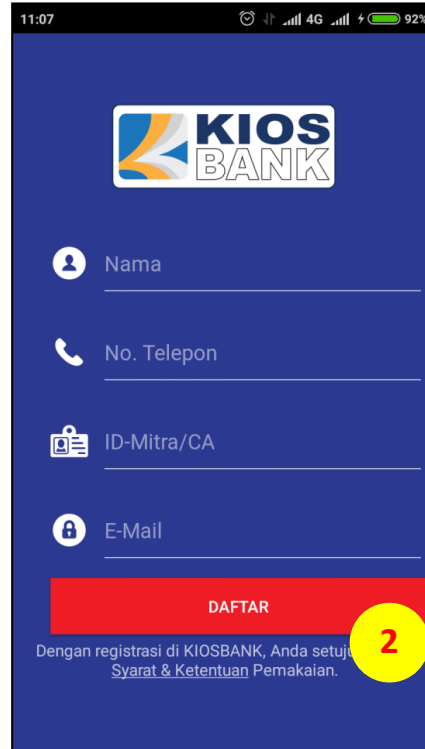 11:07 4G 92%
KIOS
BANK
Nama
No. Telepon
ID-Mitra/CA
E-Mail
DAFTAR
2
Dengan registrasi di KIOSBANK, Anda
Syarat & Ketentuan Pemakaian.